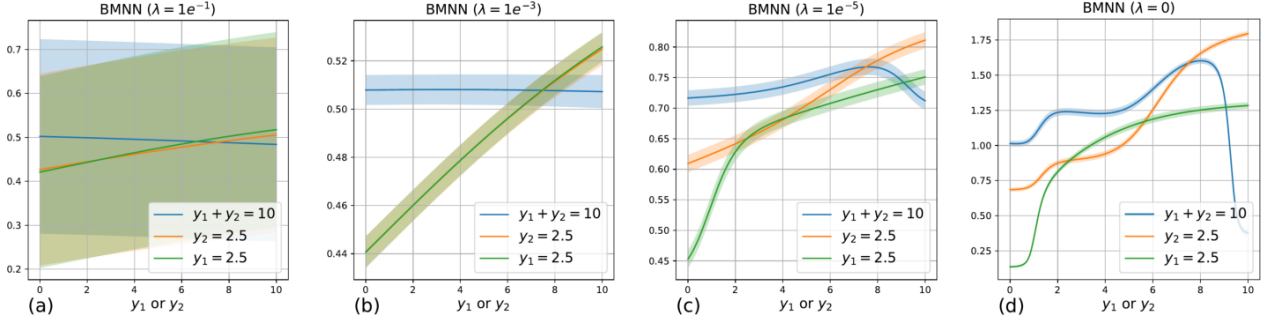 BMNN (λ = 1e⁻¹)
0.7
0.6
0.5
0.4
0.3
0.2
y₁ + y₂ = 10
y₂ = 2.5
y₁ = 2.5
0 2 4 6 8 10
(a) y₁ or y₂
BMNN (λ = 1e⁻³)
0.52
0.50
0.48
0.46
0.44
y₁ + y₂ = 10
y₂ = 2.5
y₁ = 2.5
0 2 4 6 8 10
(b) y₁ or y₂
BMNN (λ = 1e⁻⁵)
0.80
0.75
0.70
0.65
0.60
0.55
0.50
0.45
y₁ + y₂ = 10
y₂ = 2.5
y₁ = 2.5
0 2 4 6 8 10
(c) y₁ or y₂
BMNN (λ = 0)
1.75
1.50
1.25
1.00
0.75
0.50
0.25
y₁ + y₂ = 10
y₂ = 2.5
y₁ = 2.5
0 2 4 6 8 10
(d) y₁ or y₂